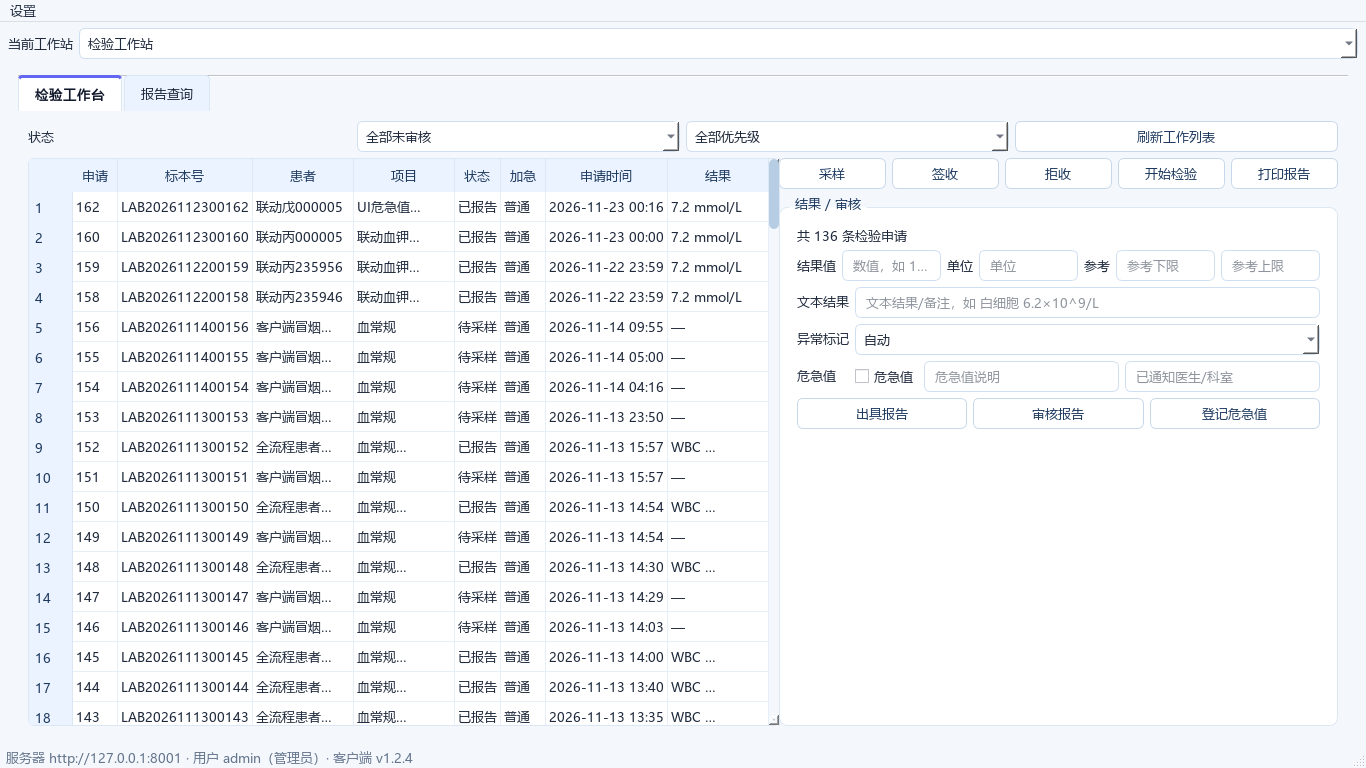 设置
当前工作站 检验工作站
检验工作台 报告查询
状态 全部未审核 全部优先级 刷新工作列表
申请 标本号 患者 项目 状态 加急 申请时间 结果
1 162 LAB2026112300162 联动戊000005 UI危急值... 已报告 普通 2026-11-23 00:16 7.2 mmol/L
2 160 LAB2026112300160 联动丙000005 联动血钾... 已报告 普通 2026-11-23 00:00 7.2 mmol/L
3 159 LAB2026112200159 联动丙235956 联动血钾... 已报告 普通 2026-11-22 23:59 7.2 mmol/L
4 158 LAB2026112200158 联动丙235946 联动血钾... 已报告 普通 2026-11-22 23:59 7.2 mmol/L
5 156 LAB2026111400156 客户端冒烟... 血常规 待采样 普通 2026-11-14 09:55 —
6 155 LAB2026111400155 客户端冒烟... 血常规 待采样 普通 2026-11-14 05:00 —
7 154 LAB2026111400154 客户端冒烟... 血常规 待采样 普通 2026-11-14 04:16 —
8 153 LAB2026111300153 客户端冒烟... 血常规 待采样 普通 2026-11-13 23:50 —
9 152 LAB2026111300152 全流程患者... 血常规... 已报告 普通 2026-11-13 15:57 WBC ...
10 151 LAB2026111300151 客户端冒烟... 血常规 待采样 普通 2026-11-13 15:57 —
11 150 LAB2026111300150 全流程患者... 血常规... 已报告 普通 2026-11-13 14:54 WBC ...
12 149 LAB2026111300149 客户端冒烟... 血常规 待采样 普通 2026-11-13 14:54 —
13 148 LAB2026111300148 全流程患者... 血常规... 已报告 普通 2026-11-13 14:30 WBC ...
14 147 LAB2026111300147 客户端冒烟... 血常规 待采样 普通 2026-11-13 14:29 —
15 146 LAB2026111300146 客户端冒烟... 血常规 待采样 普通 2026-11-13 14:03 —
16 145 LAB2026111300145 全流程患者... 血常规... 已报告 普通 2026-11-13 14:00 WBC ...
17 144 LAB2026111300144 全流程患者... 血常规... 已报告 普通 2026-11-13 13:40 WBC ...
18 143 LAB2026111300143 全流程患者... 血常规... 已报告 普通 2026-11-13 13:35 WBC ...
采样 签收 拒收 开始检验 打印报告
结果 / 审核
共 136 条检验申请
结果值 数值，如 1... 单位 单位 参考 参考下限 参考上限
文本结果 文本结果/备注，如 白细胞 6.2×10^9/L
异常标记 自动
危急值 危急值 危急值说明 已通知医生/科室
出具报告 审核报告 登记危急值
服务器 http://127.0.0.1:8001 · 用户 admin（管理员）· 客户端 v1.2.4